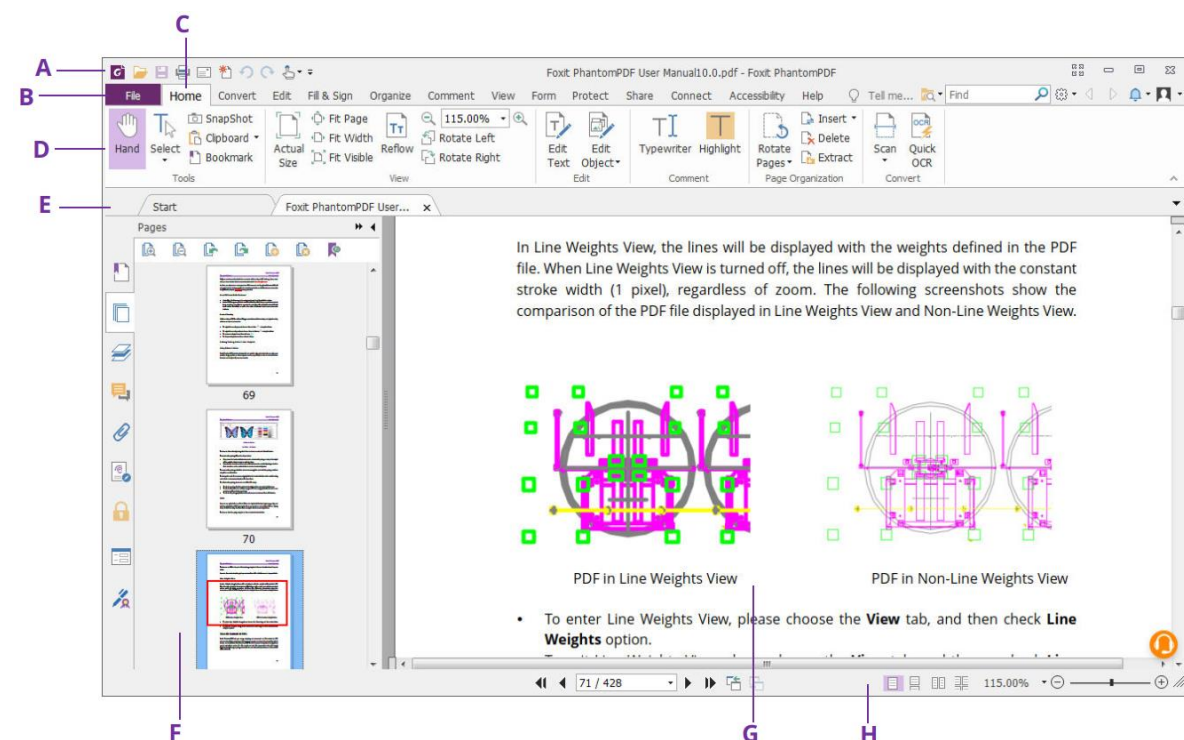 C
A
Foxit PhantomPDF User Manual10.0.pdf - Foxit PhantomPDF
B
File Home Convert Edit Fill & Sign Organize Comment View Form Protect Share Connect Accessibility Help Tell me... Find
D
Hand
Select
SnapShot
Clipboard
Bookmark
Tools
Actual Size
Fit Page
Fit Width
Fit Visible
Reflow
115.00%
Rotate Left
Rotate Right
View
Edit Text
Edit Object
Edit
Typewriter
Highlight
Comment
Rotate Pages
Insert
Delete
Extract
Page Organization
Scan
OCR
Quick OCR
Convert
E
Start
Foxit PhantomPDF User... x
Pages
69
70
In Line Weights View, the lines will be displayed with the weights defined in the PDF
file. When Line Weights View is turned off, the lines will be displayed with the constant
stroke width (1 pixel), regardless of zoom. The following screenshots show the
comparison of the PDF file displayed in Line Weights View and Non-Line Weights View.
PDF in Line Weights View
PDF in Non-Line Weights View
• To enter Line Weights View, please choose the View tab, and then check Line
Weights option.
71 / 428
115.00%
F
G
H